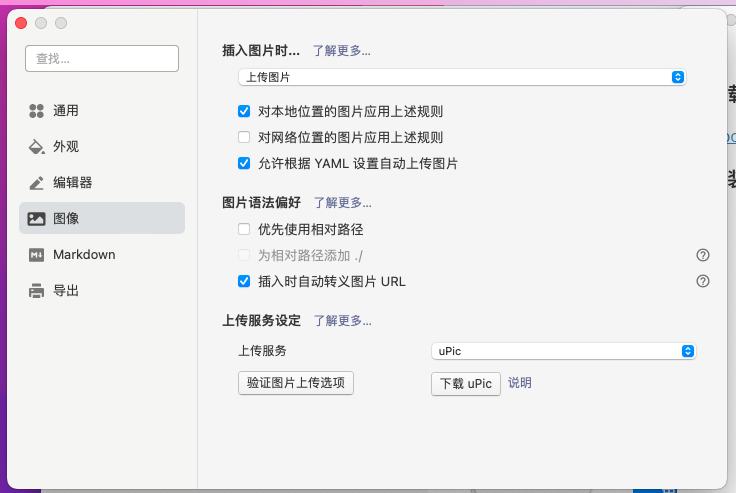 查找...
通用
外观
编辑器
图像
Markdown
导出
插入图片时... 了解更多...
上传图片
对本地位置的图片应用上述规则
对网络位置的图片应用上述规则
允许根据 YAML 设置自动上传图片
图片语法偏好 了解更多...
优先使用相对路径
为相对路径添加 ./
插入时自动转义图片 URL
上传服务设定 了解更多...
上传服务 uPic
验证图片上传选项 下载 uPic 说明